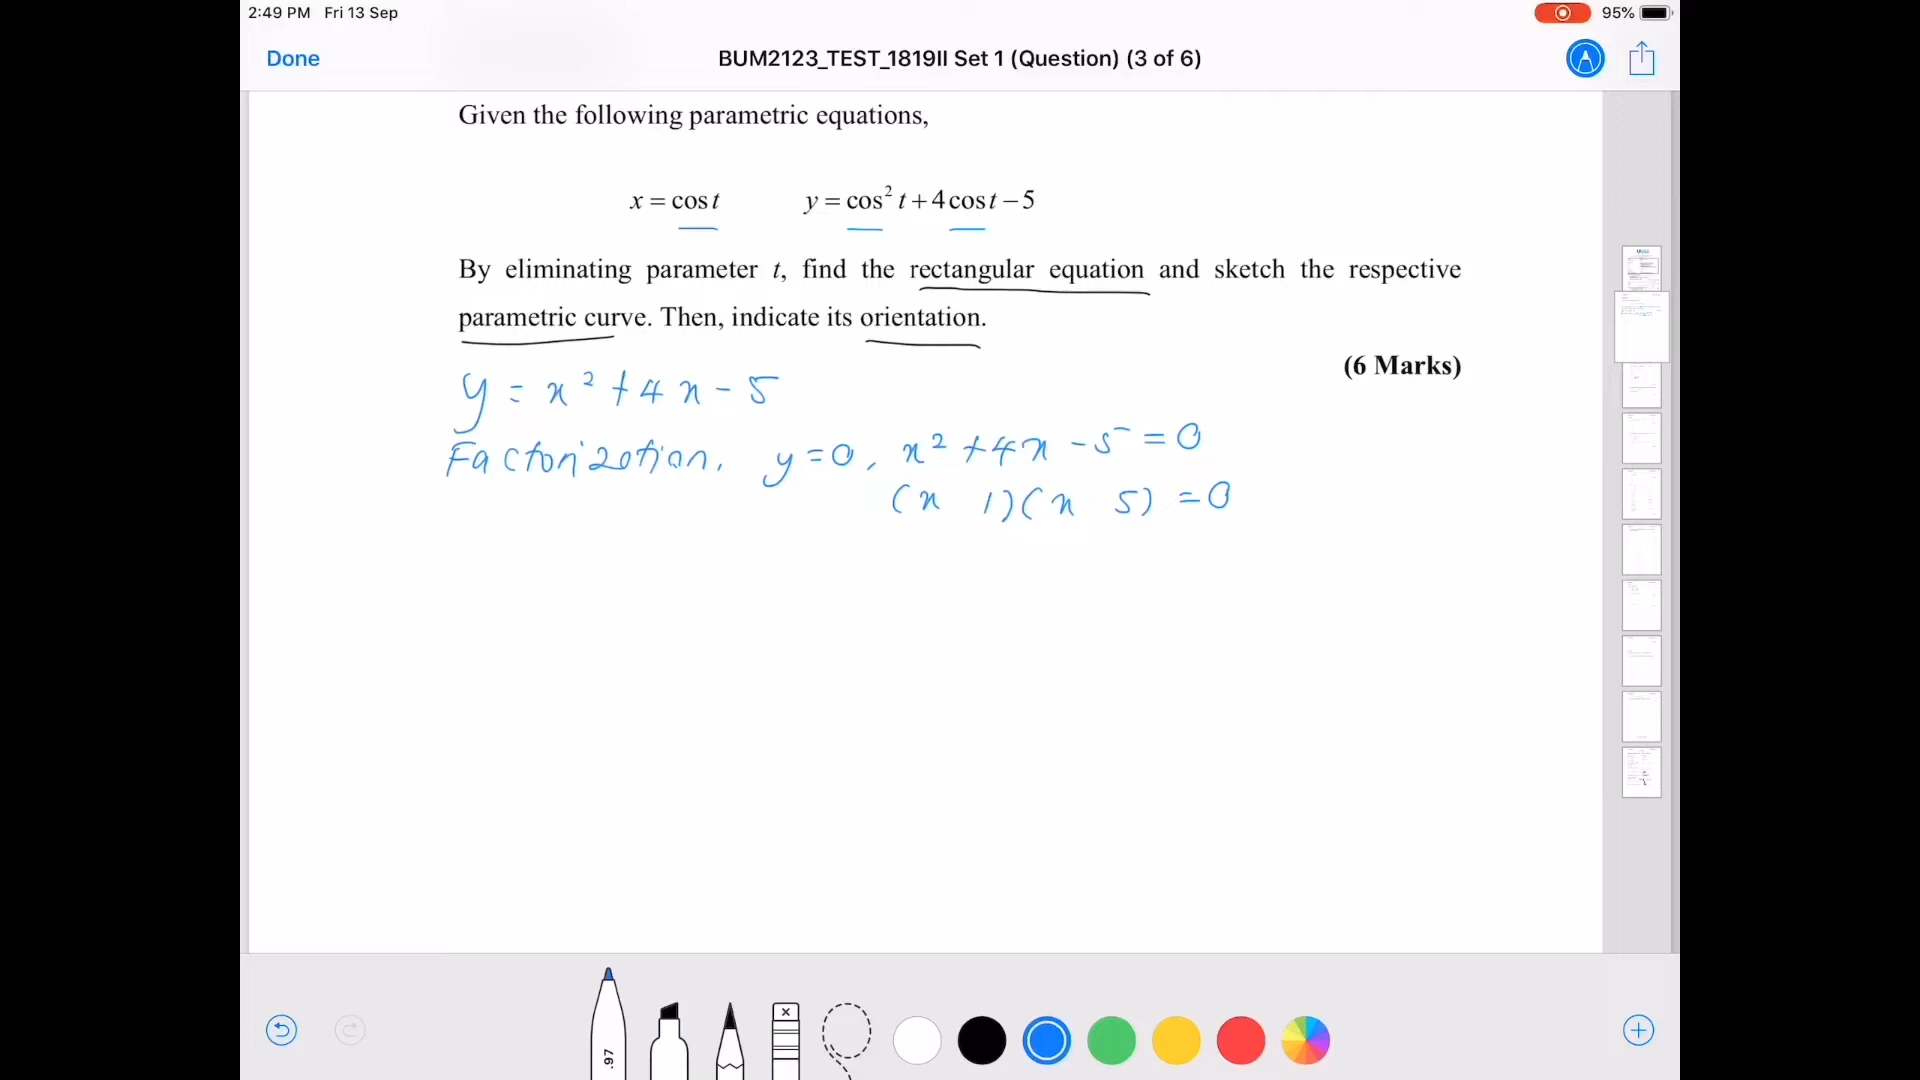 2:49 PM Fri 13 Sep
95%
Done
BUM2123_TEST_1819II Set 1 (Question) (3 of 6)
Given the following parametric equations,
x = cos t y = cos² t + 4 cos t − 5
By eliminating parameter t, find the rectangular equation and sketch the respective
parametric curve. Then, indicate its orientation.
(6 Marks)
y = x² + 4x - 5
Factorization, y = 0, x² + 4x - 5 = 0
(x 1)(x 5) = 0
.97